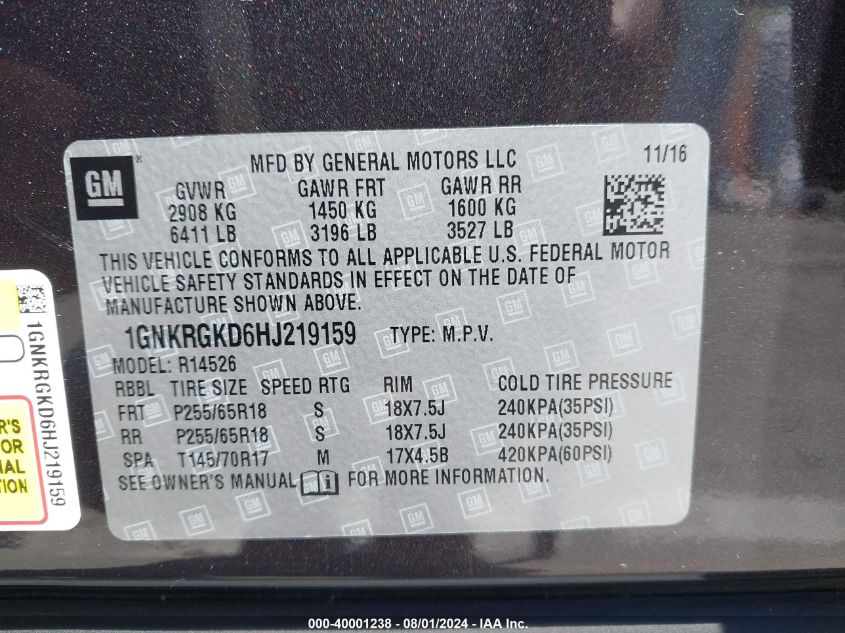 GM
MFD BY GENERAL MOTORS LLC
11/16
GVWR GAWR FRT GAWR RR
2908 KG 1450 KG 1600 KG
6411 LB 3196 LB 3527 LB
THIS VEHICLE CONFORMS TO ALL APPLICABLE U.S. FEDERAL MOTOR
VEHICLE SAFETY STANDARDS IN EFFECT ON THE DATE OF
MANUFACTURE SHOWN ABOVE.
1GNKRGKD6HJ219159 TYPE: M.P.V.
MODEL: R14526
RBBL TIRE SIZE SPEED RTG RIM COLD TIRE PRESSURE
FRT P255/65R18 S 18X7.5J 240KPA(35PSI)
RR P255/65R18 S 18X7.5J 240KPA(35PSI)
SPA T145/70R17 M 17X4.5B 420KPA(60PSI)
SEE OWNER'S MANUAL i FOR MORE INFORMATION.
1GNKRGKD6HJ219159
R'S
OR
IAL
TION
000-40001238 - 08/01/2024 - IAA Inc.